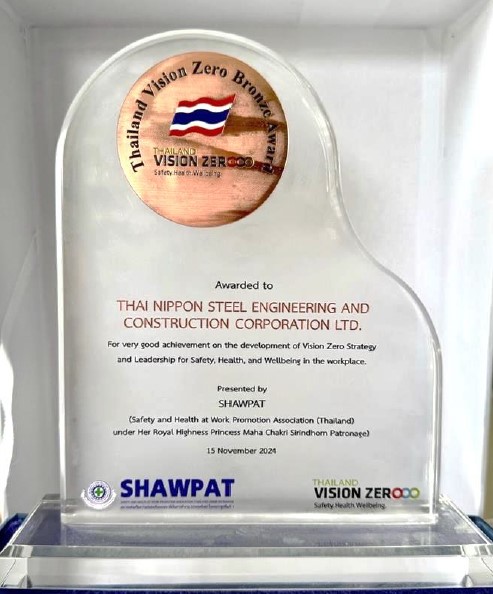 Thailand Vision Zero Bronze Award
THAILAND
VISION ZEROOO
Safety Health Wellbeing
Awarded to
THAI NIPPON STEEL ENGINEERING AND
CONSTRUCTION CORPORATION LTD.
For very good achievement on the development of Vision Zero Strategy
and Leadership for Safety, Health, and Wellbeing in the workplace.
Presented by
SHAWPAT
(Safety and Health at Work Promotion Association (Thailand)
under Her Royal Highness Princess Maha Chakri Sirindhorn Patronage)
15 November 2024
SHAWPAT
THAILAND
VISION ZEROOO
Safety Health Wellbeing